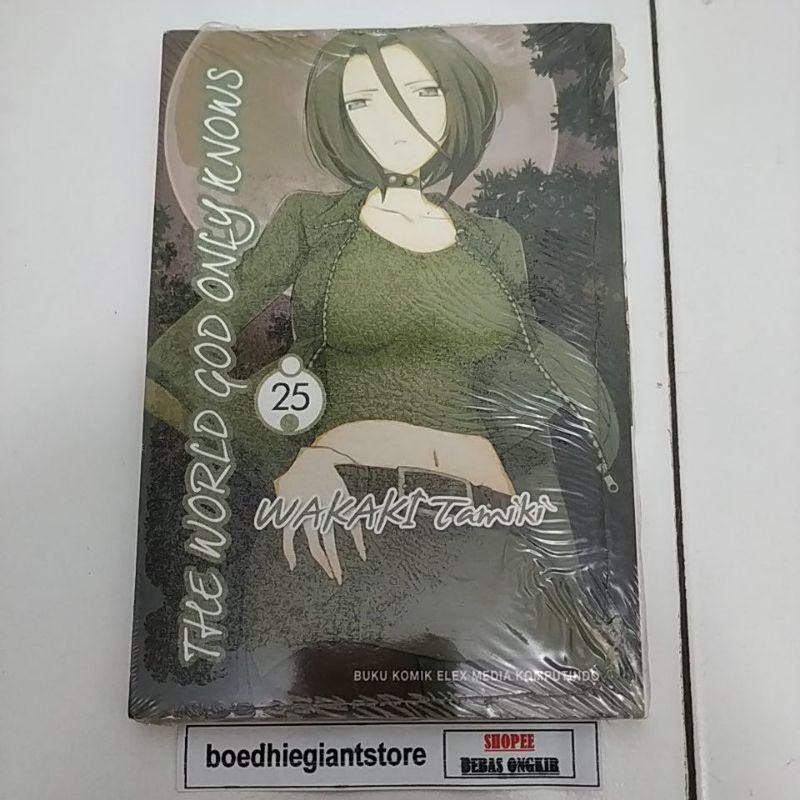 THE WORLD GOD ONLY KNOWS
25
WAKAKI Tamiki
BUKU KOMIK ELEX MEDIA KOMPUTINDO
boedhiegiantstore
SHOPEE
BEBAS ONGKIR